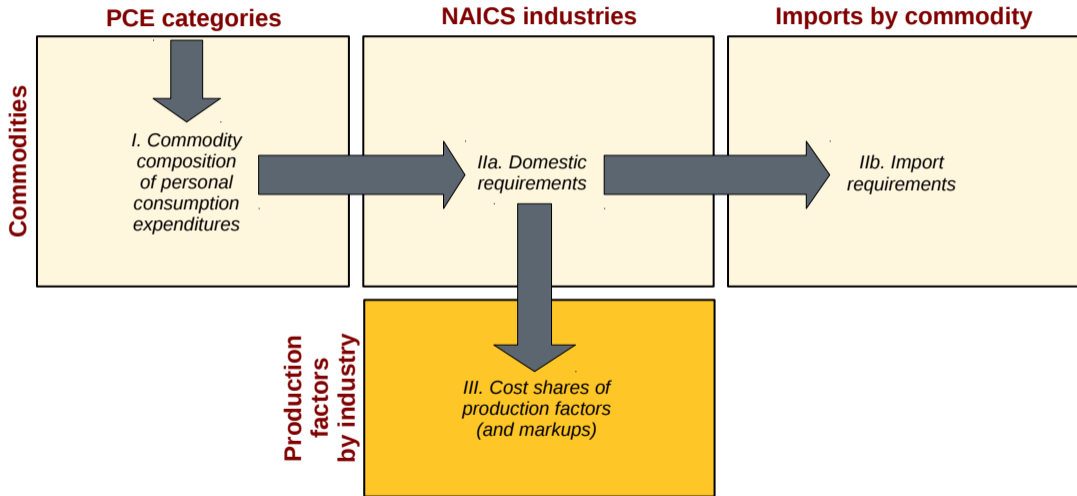 PCE categories
NAICS industries
Imports by commodity
Commodities
I. Commodity
composition
of personal
consumption
expenditures
IIa. Domestic
requirements
IIb. Import
requirements
Production
factors
by industry
III. Cost shares of
production factors
(and markups)